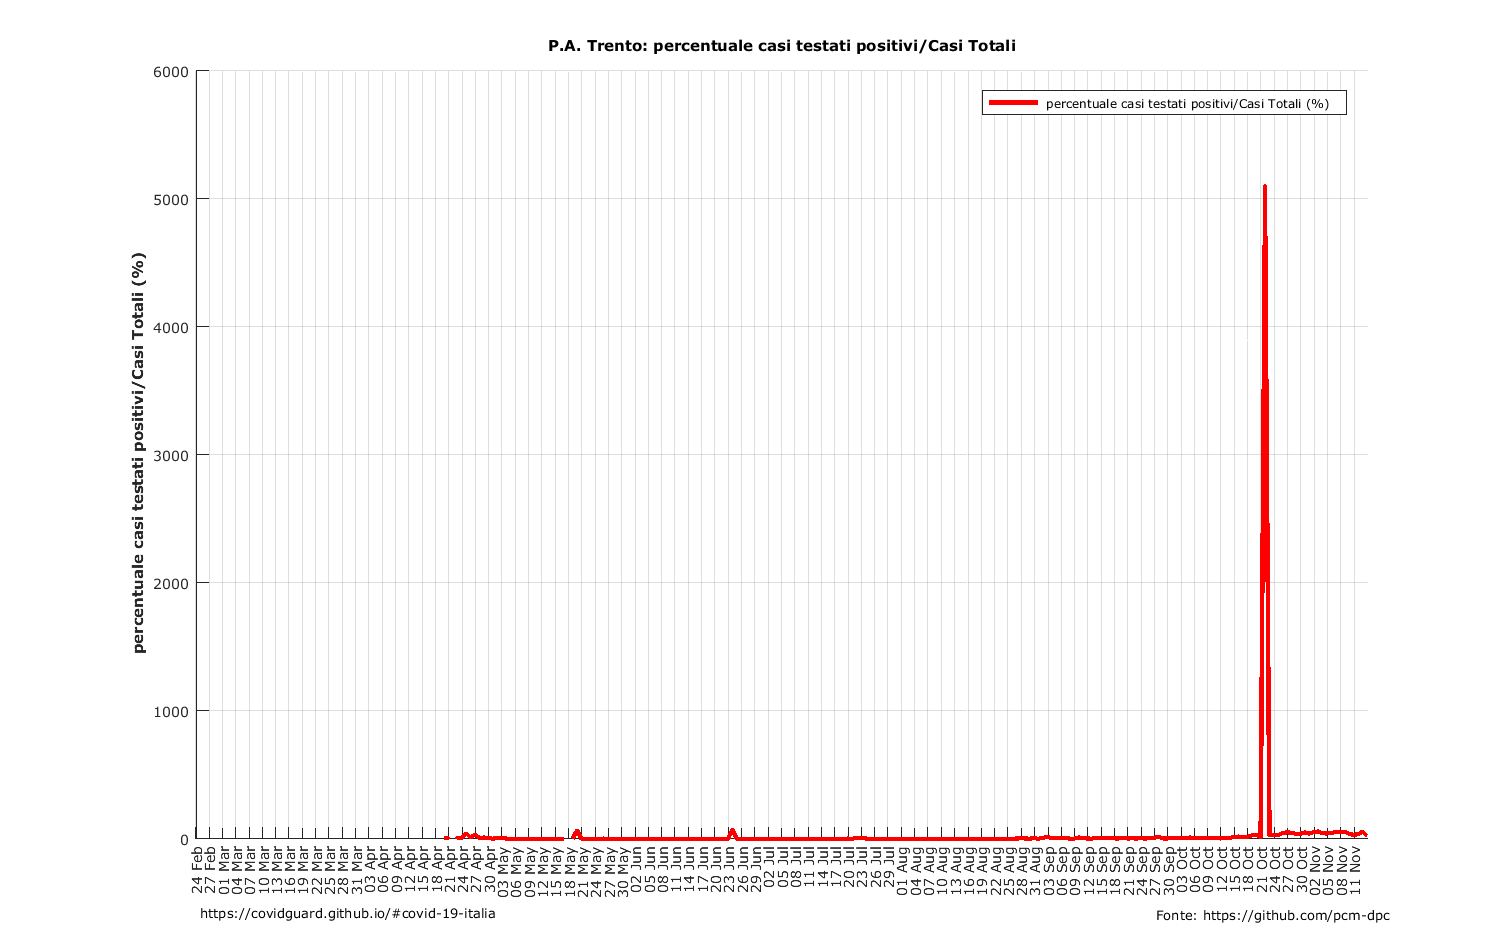 P.A. Trento: percentuale casi testati positivi/Casi Totali
percentuale casi testati positivi/Casi Totali (%)
percentuale casi testati positivi/Casi Totali (%)
6000
5000
4000
3000
2000
1000
0
24 Feb
27 Feb
01 Mar
04 Mar
07 Mar
10 Mar
13 Mar
16 Mar
19 Mar
22 Mar
25 Mar
28 Mar
31 Mar
03 Apr
06 Apr
09 Apr
12 Apr
15 Apr
18 Apr
21 Apr
24 Apr
27 Apr
30 Apr
03 May
06 May
09 May
12 May
15 May
18 May
21 May
24 May
27 May
30 May
02 Jun
05 Jun
08 Jun
11 Jun
14 Jun
17 Jun
20 Jun
23 Jun
26 Jun
29 Jun
02 Jul
05 Jul
08 Jul
11 Jul
14 Jul
17 Jul
20 Jul
23 Jul
26 Jul
29 Jul
01 Aug
04 Aug
07 Aug
10 Aug
13 Aug
16 Aug
19 Aug
22 Aug
25 Aug
28 Aug
31 Aug
03 Sep
06 Sep
09 Sep
12 Sep
15 Sep
18 Sep
21 Sep
24 Sep
27 Sep
30 Sep
03 Oct
06 Oct
09 Oct
12 Oct
15 Oct
18 Oct
21 Oct
24 Oct
27 Oct
30 Oct
02 Nov
05 Nov
08 Nov
11 Nov
https://covidguard.github.io/#covid-19-italia
Fonte: https://github.com/pcm-dpc